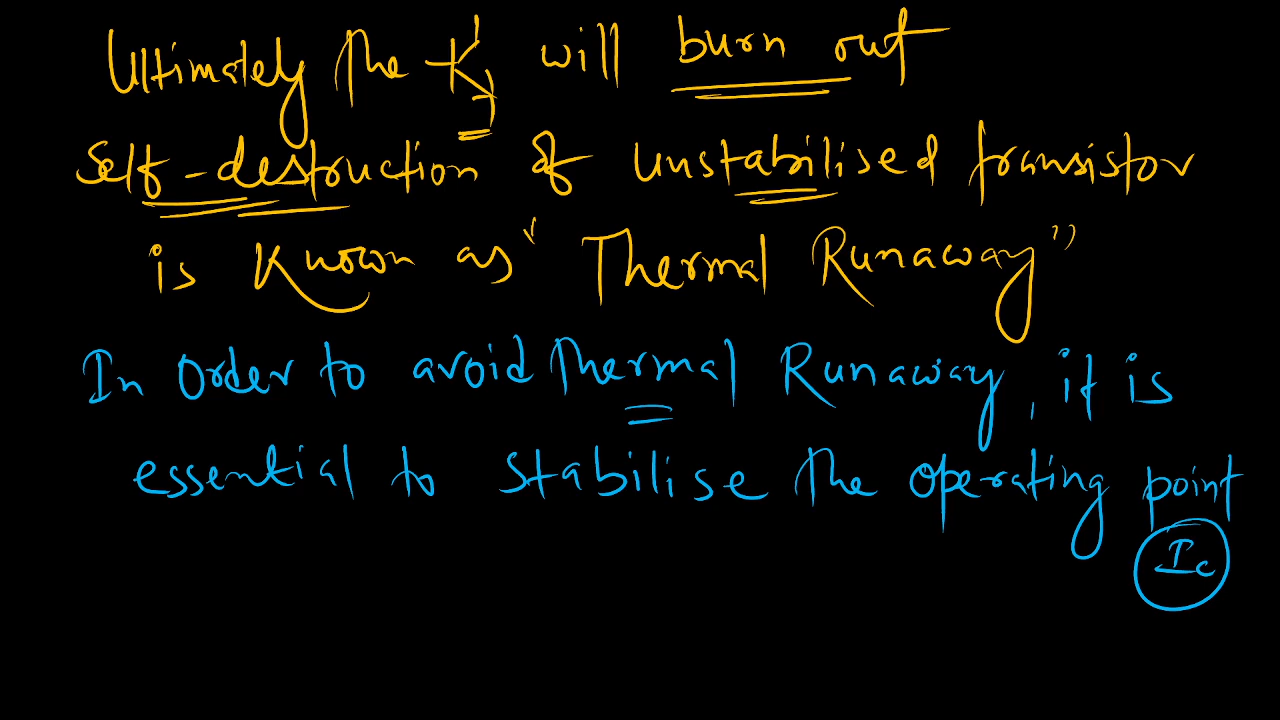 Ultimately the will burn out
Self-destruction of unstabilised transistor
is known as "Thermal Runaway"
In order to avoid thermal Runaway, it is
essential to stabilise the operating point
Ic